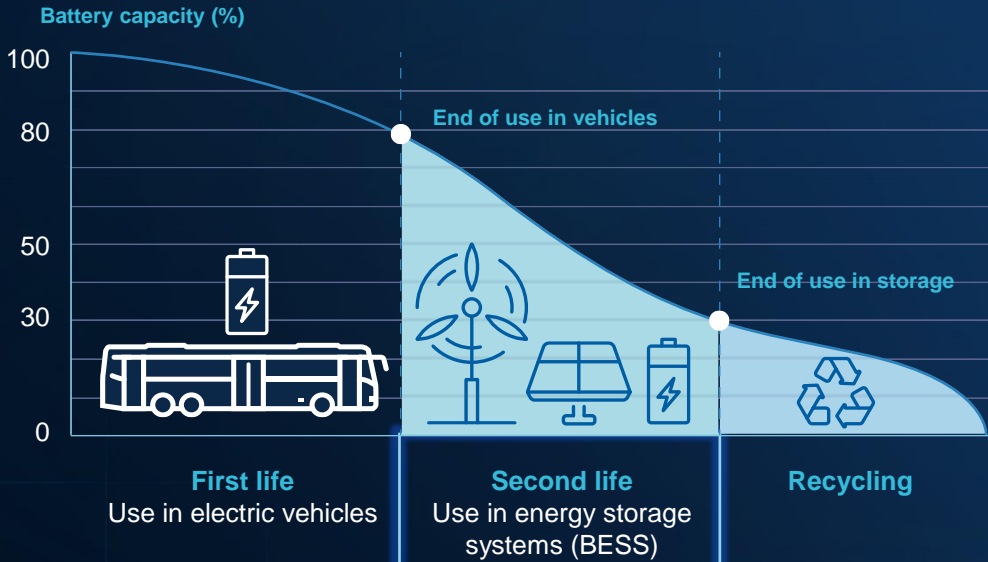 Battery capacity (%)
100
80
50
30
0
End of use in vehicles
End of use in storage
First life
Use in electric vehicles
Second life
Use in energy storage
systems (BESS)
Recycling